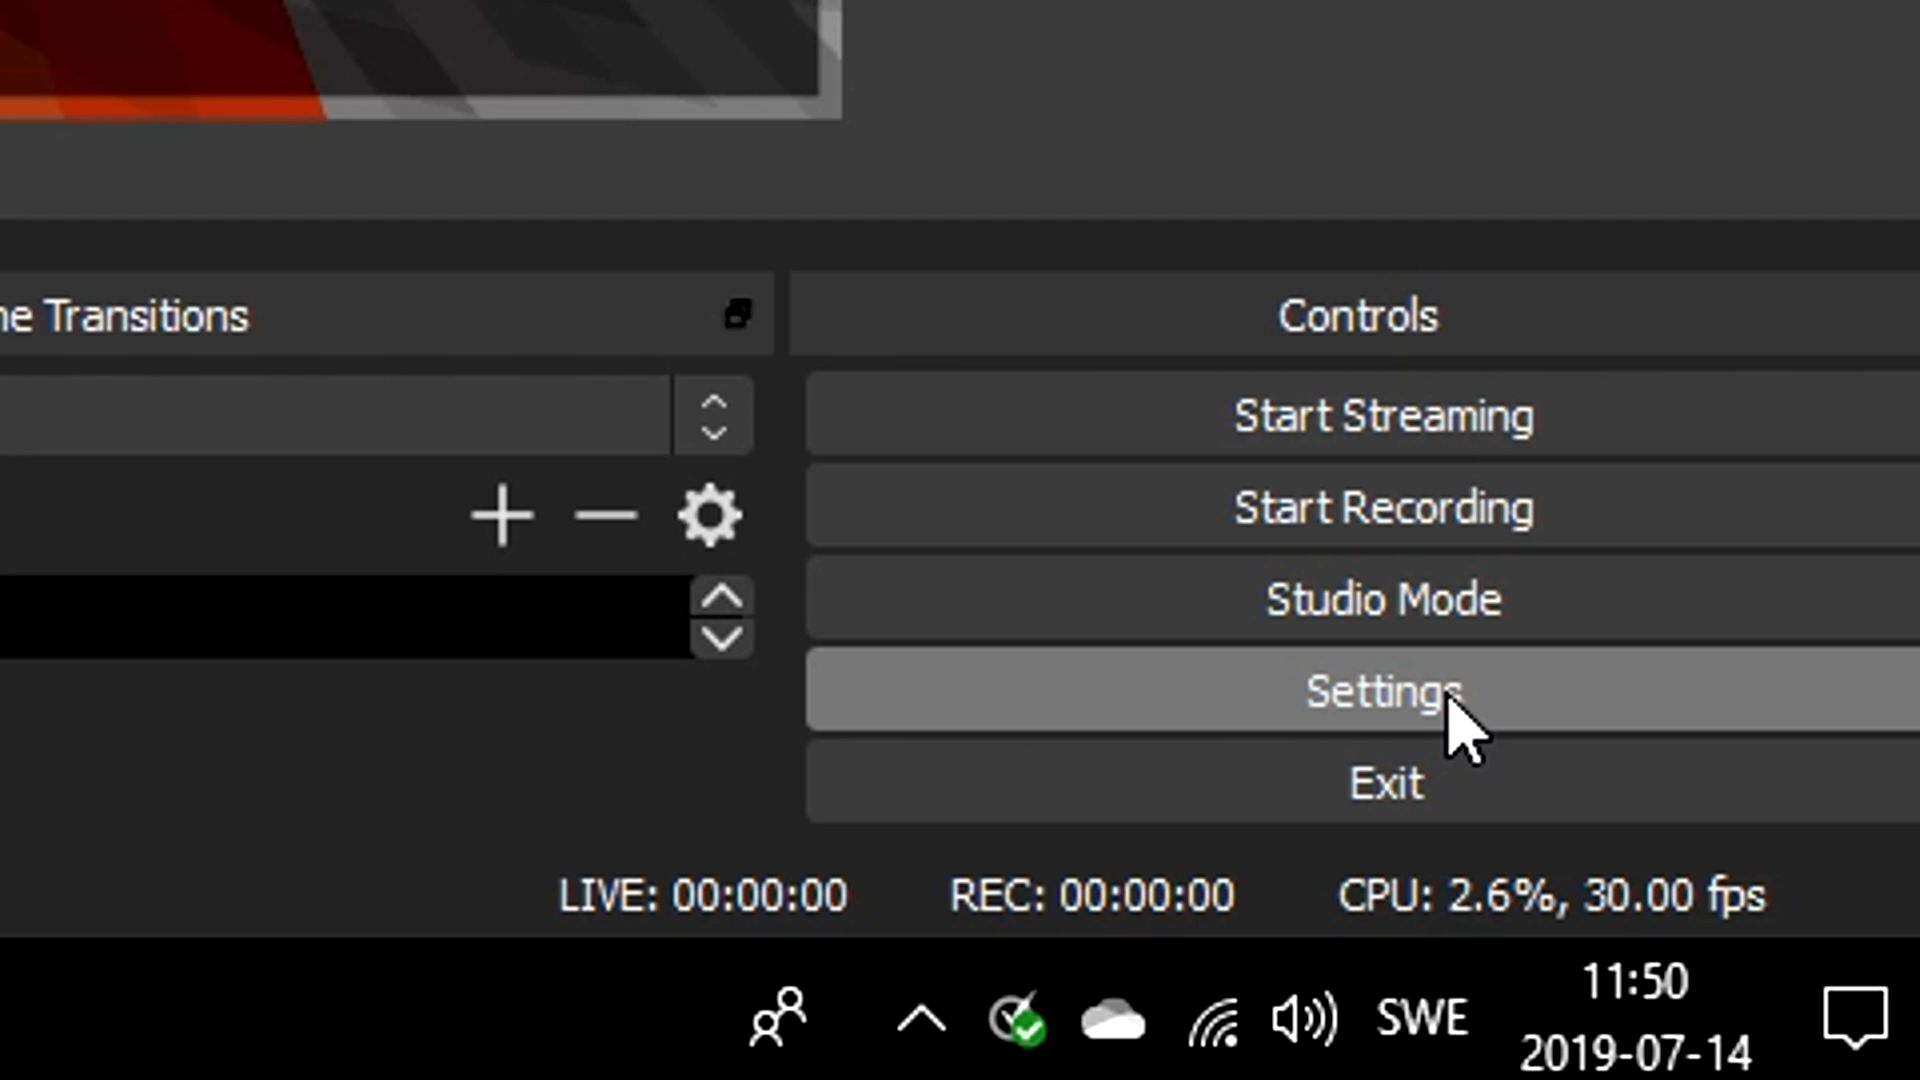 ne Transitions
Controls
Start Streaming
Start Recording
Studio Mode
Settings
Exit
LIVE: 00:00:00
REC: 00:00:00
CPU: 2.6%, 30.00 fps
SWE
11:50
2019-07-14